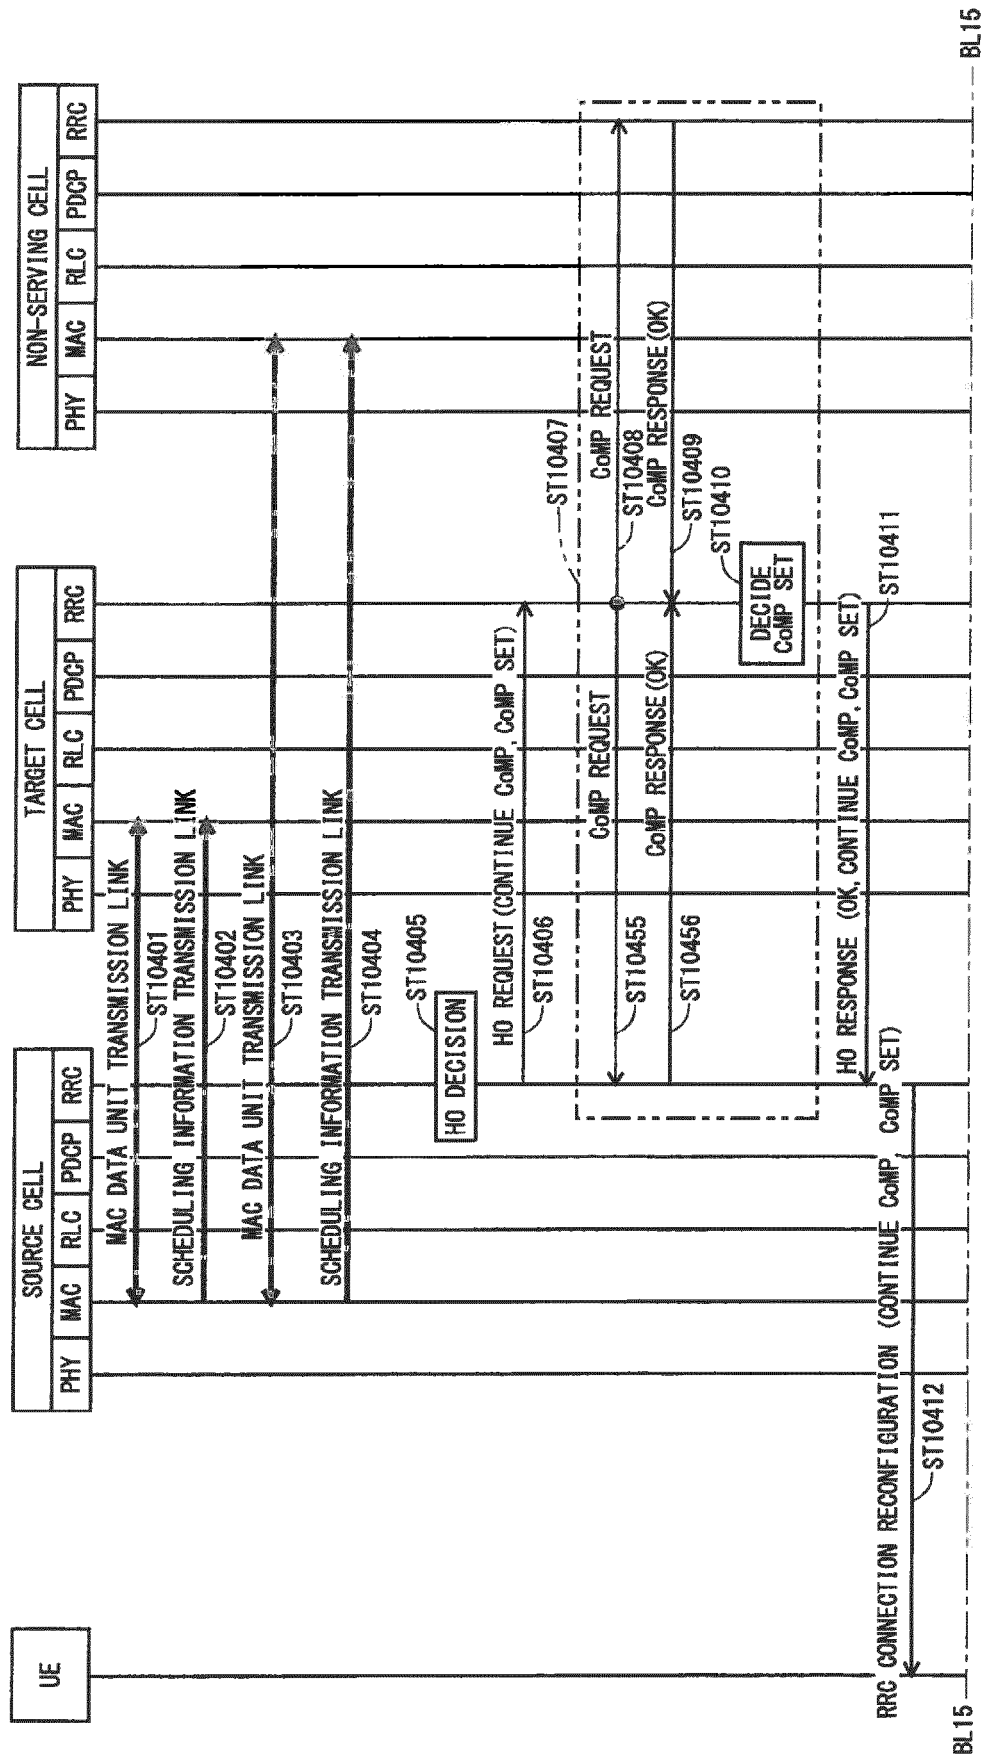 UE
SOURCE CELL
PHY MAC RLC PDCP RRC
TARGET CELL
PHY MAC RLC PDCP RRC
NON-SERVING CELL
PHY MAC RLC PDCP RRC
MAC DATA UNIT TRANSMISSION LINK
ST10401
SCHEDULING INFORMATION TRANSMISSION LINK
ST10402
MAC DATA UNIT TRANSMISSION LINK
ST10403
SCHEDULING INFORMATION TRANSMISSION LINK
ST10404
HO DECISION
ST10405
HO REQUEST (CONTINUE CoMP, CoMP SET)
ST10406
ST10407
CoMP REQUEST
CoMP REQUEST
ST10455
ST10408
CoMP RESPONSE (OK)
CoMP RESPONSE (OK)
ST10456
ST10409
ST10410
DECIDE
CoMP SET
HO RESPONSE (OK, CONTINUE CoMP, CoMP SET)
ST10411
RRC CONNECTION RECONFIGURATION (CONTINUE CoMP, CoMP SET)
ST10412
BL15
BL15